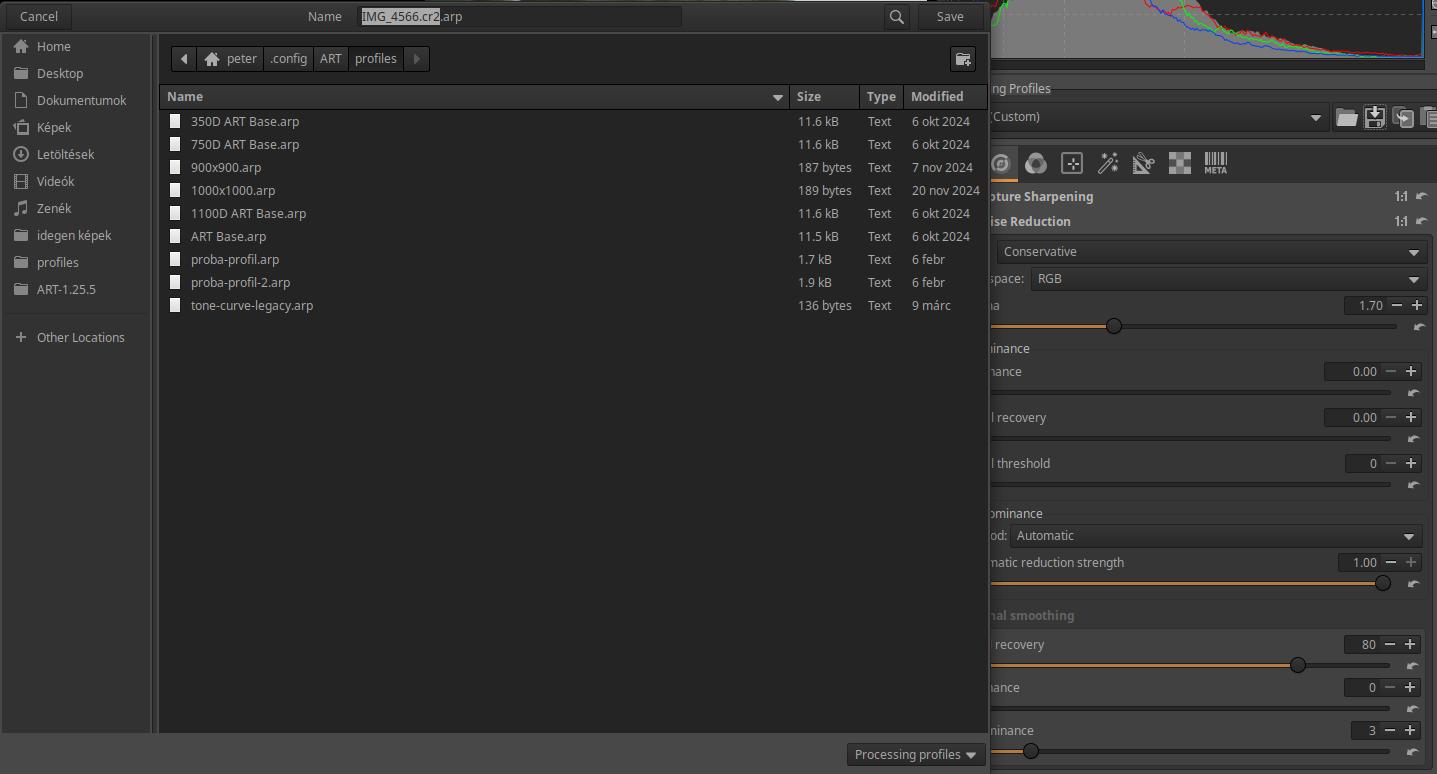 Cancel Name IMG_4566.cr2.arp Save
Home
Desktop
Dokumentumok
Képek
Letöltések
Videók
Zenék
idegen képek
profiles
ART-1.25.5
Other Locations
peter .config ART profiles
Name Size Type Modified
350D ART Base.arp 11.6 kB Text 6 okt 2024
750D ART Base.arp 11.6 kB Text 6 okt 2024
900x900.arp 187 bytes Text 7 nov 2024
1000x1000.arp 189 bytes Text 20 nov 2024
1100D ART Base.arp 11.6 kB Text 6 okt 2024
ART Base.arp 11.5 kB Text 6 okt 2024
proba-profil.arp 1.7 kB Text 6 febr
proba-profil-2.arp 1.9 kB Text 6 febr
tone-curve-legacy.arp 136 bytes Text 9 márc
Processing profiles
ng Profiles
(Custom)
META
pture Sharpening 1:1
ise Reduction 1:1
Conservative
space: RGB
na 1.70
inance
nance 0.00
l recovery 0.00
l threshold 0
ominance
od: Automatic
matic reduction strength 1.00
nal smoothing
recovery 80
nance 0
minance 3